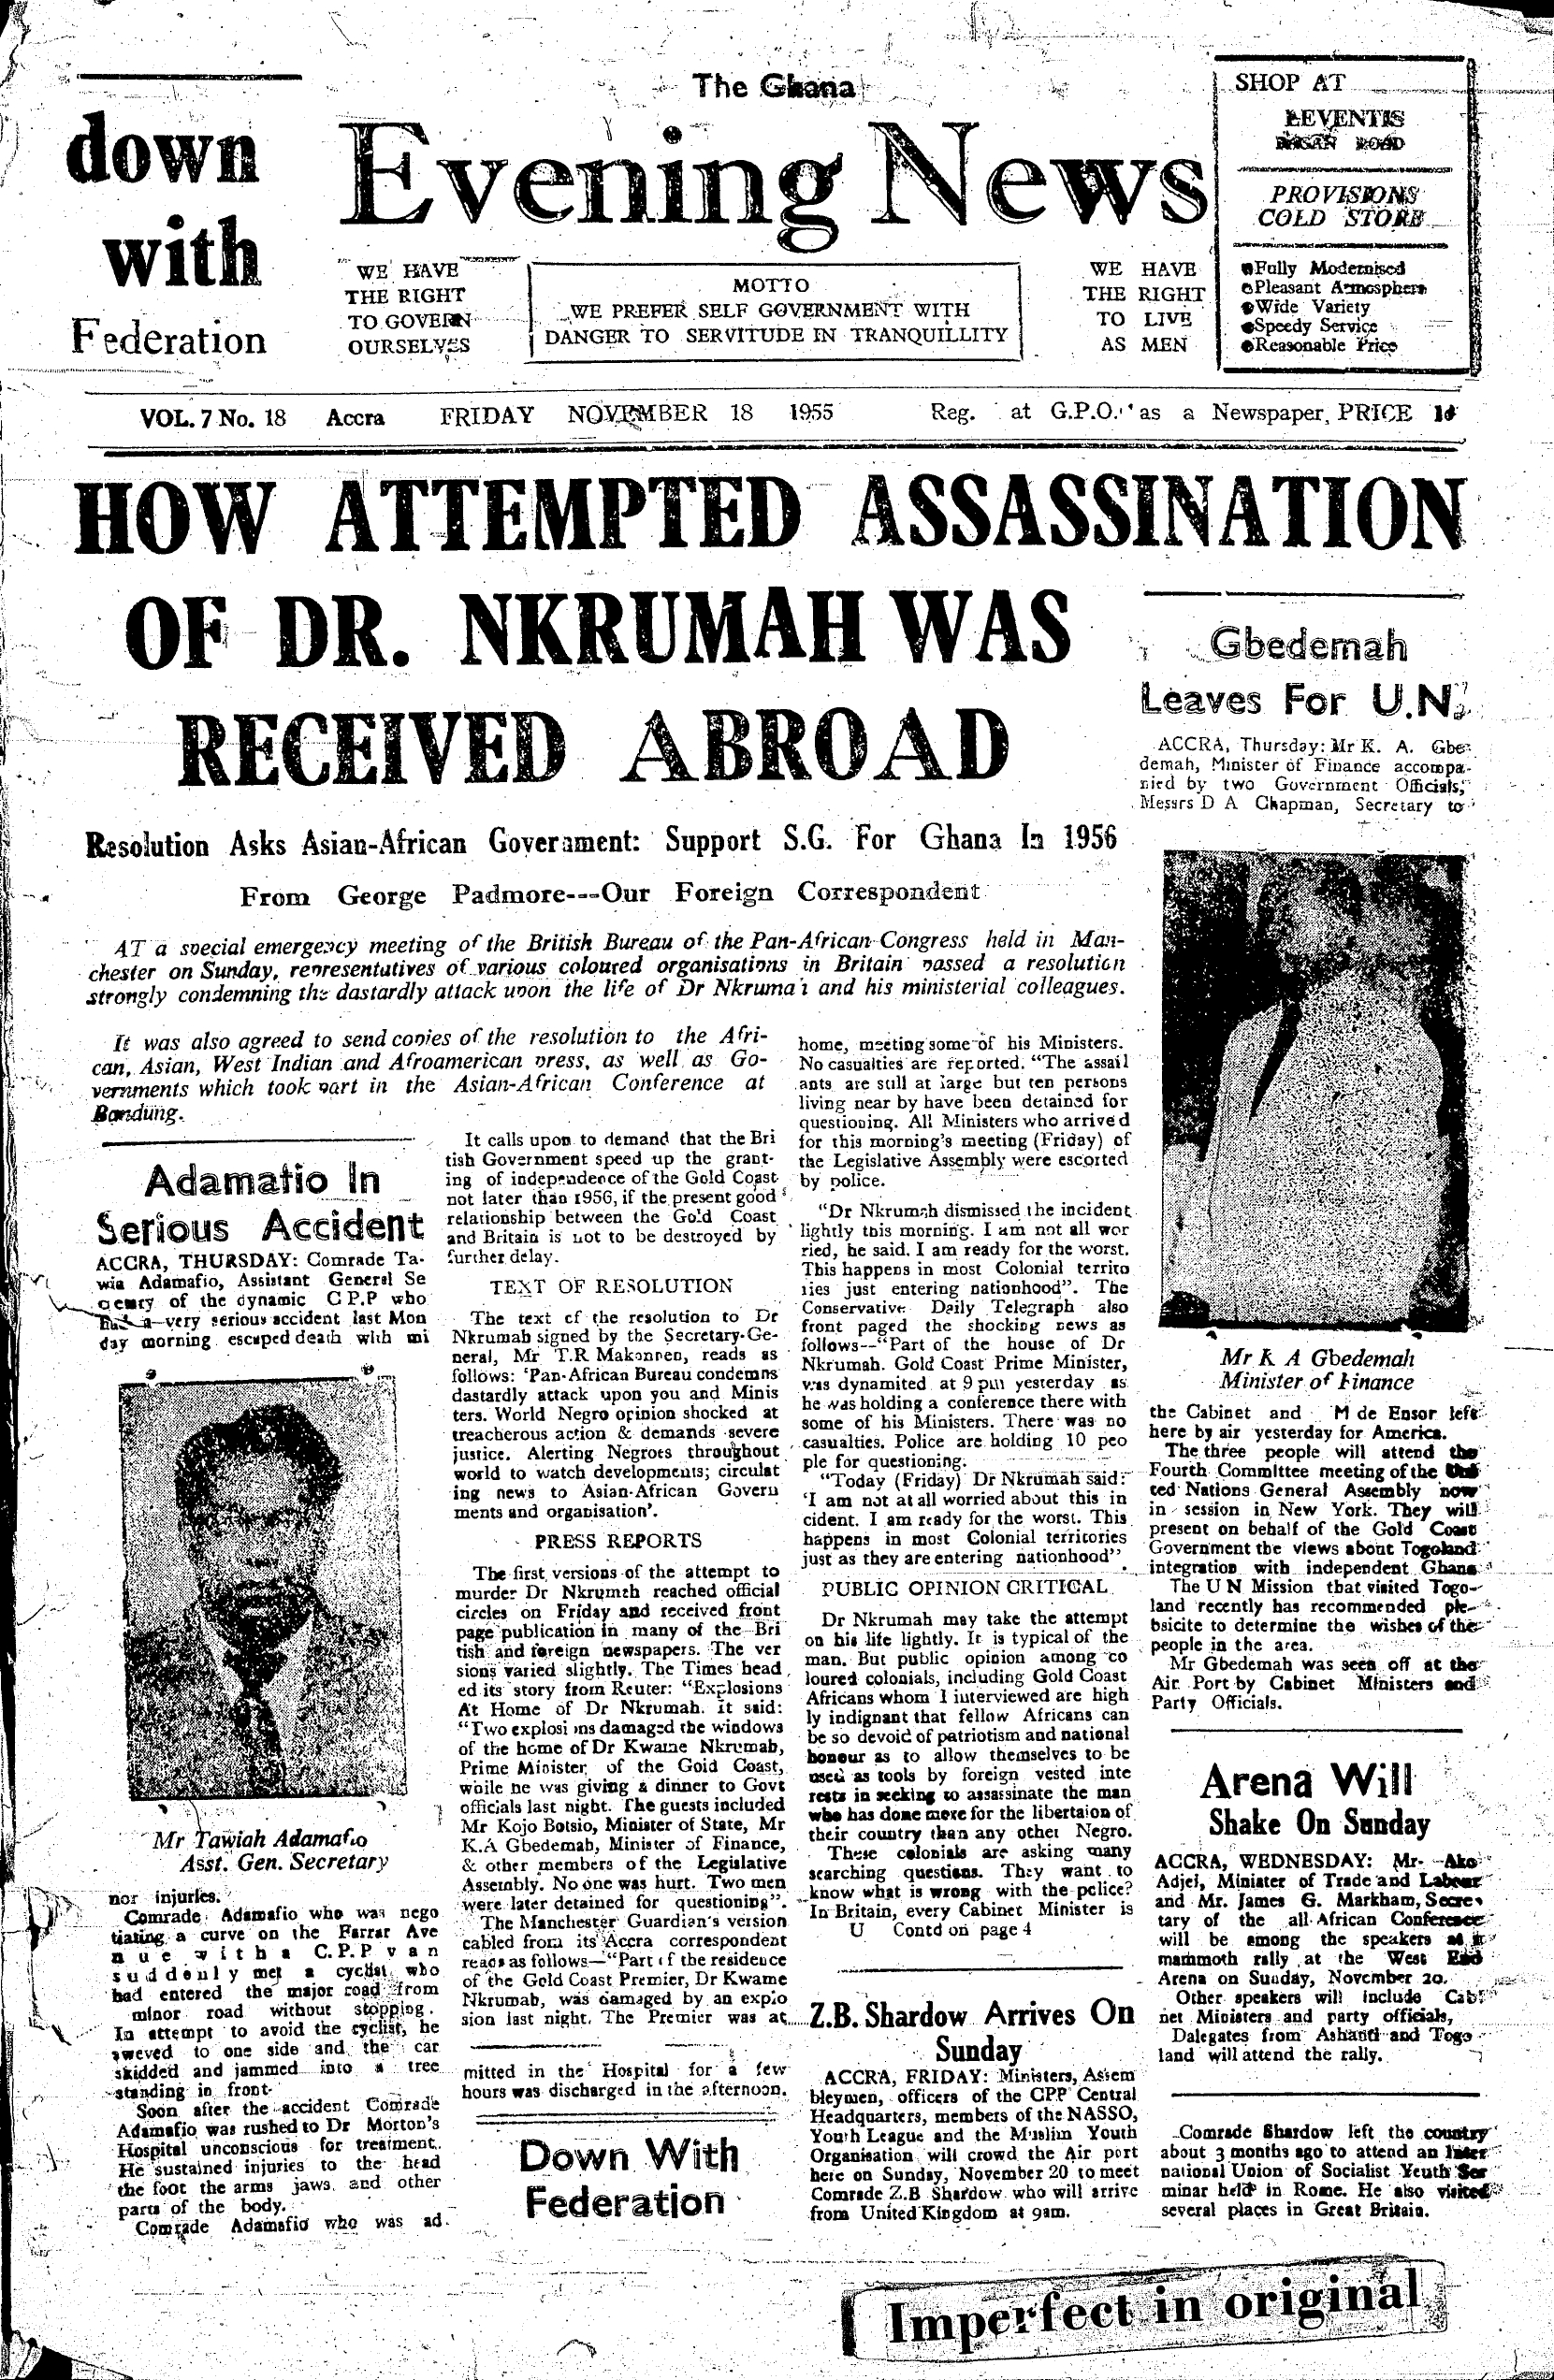 down
with
Federation
The Ghana
Evening News
WE HAVE
THE RIGHT
TO GOVERN
OURSELVES
MOTTO
WE PREFER SELF GOVERNMENT WITH
DANGER TO SERVITUDE IN TRANQUILLITY
WE HAVE
THE RIGHT
TO LIVE
AS MEN
SHOP AT
LEVENTIS
ROAD
PROVISIONS
COLD STORE
●Fully Modernised
●Pleasant Atmosphere
●Wide Variety
●Speedy Service
●Reasonable Price
VOL. 7 No. 18 Accra FRIDAY NOVEMBER 18 1955 Reg. at G.P.O. as a Newspaper, PRICE 1d
HOW ATTEMPTED ASSASSINATION
OF DR. NKRUMAH WAS
RECEIVED ABROAD
Resolution Asks Asian-African Goverament: Support S.G. For Ghana In 1956
From George Padmore---Our Foreign Correspondent
AT a special emergency meeting of the British Bureau of the Pan-African Congress held in Man-
chester on Sunday, representutives of various coloured organisations in Britain passed a resolution
strongly condemning the dastardly attack upon the life of Dr Nkruma'i and his ministerial colleagues.
It was also agreed to send copies of the resolution to the Afri-
can, Asian, West Indian and Afroamerican press, as well as Go-
vernments which took part in the Asian-African Conference at
Bandung.
Adamafio In
Serious Accident
ACCRA, THURSDAY: Comrade Ta-
wia Adamafio, Assistant General Se
cretary of the dynamic C P.P who
had a very serious accident last Mon
day morning escaped death with mi
Mr Tawiah Adamafio
Asst. Gen. Secretary
nor injuries.
Comrade Adamafio who was nego
tiating a curve on the Farrar Ave
nue with a C.P.P van
suddenly met a cyclist who
had entered the major road from
minor road without stopping.
In attempt to avoid the cyclist, he
sweved to one side and the car
skidded and jammed into a tree
standing in front.
Soon after the accident Comrade
Adamafio was rushed to Dr Morton's
Hospital unconscious for treatment.
He sustained injuries to the head
the foot the arms jaws and other
parts of the body.
Comrade Adamafio who was ad-
It calls upon to demand that the Bri
tish Government speed up the grant-
ing of independence of the Gold Coast
not later than 1956, if the present good
relationship between the Gold Coast
and Britain is not to be destroyed by
further delay.
TEXT OF RESOLUTION
The text of the resolution to Dr
Nkrumah signed by the Secretary-Ge-
neral, Mr T.R Makonnen, reads as
follows: 'Pan-African Bureau condemns
dastardly attack upon you and Minis
ters. World Negro opinion shocked at
treacherous action & demands severe
justice. Alerting Negroes throughout
world to watch developments; circulat
ing news to Asian-African Govern
ments and organisation'.
PRESS REPORTS
The first versions of the attempt to
murder Dr Nkrumah reached official
circles on Friday and received front
page publication in many of the Bri
tish and foreign newspapers. The ver
sions varied slightly. The Times head
ed its story from Reuter: "Explosions
At Home of Dr Nkrumah. it said:
"Two explosions damaged the windows
of the home of Dr Kwame Nkrumah,
Prime Minister of the Gold Coast,
while he was giving a dinner to Govt
officials last night. The guests included
Mr Kojo Botsio, Minister of State, Mr
K.A Gbedemah, Minister of Finance,
& other members of the Legislative
Assembly. No one was hurt. Two men
were later detained for questioning".
The Manchester Guardian's version
cabled from its Accra correspondent
reads as follows—"Part of the residence
of the Gold Coast Premier, Dr Kwame
Nkrumah, was damaged by an explo
sion last night. The Premier was at
mitted in the Hospital for a few
hours was discharged in the afternoon.
Down With
Federation
home, meeting some of his Ministers.
No casualties are reported. "The assail
ants are still at large but ten persons
living near by have been detained for
questioning. All Ministers who arrived
for this morning's meeting (Friday) of
the Legislative Assembly were escorted
by police.
"Dr Nkrumah dismissed the incident
lightly this morning. I am not all wor
ried, he said. I am ready for the worst.
This happens in most Colonial territo
ries just entering nationhood". The
Conservative Daily Telegraph also
front paged the shocking news as
follows--"Part of the house of Dr
Nkrumah. Gold Coast Prime Minister,
was dynamited at 9 pm yesterday as
he was holding a conference there with
some of his Ministers. There was no
casualties. Police are holding 10 peo
ple for questioning.
"Today (Friday) Dr Nkrumah said:
'I am not at all worried about this in
cident. I am ready for the worst. This
happens in most Colonial territories
just as they are entering nationhood"
PUBLIC OPINION CRITICAL
Dr Nkrumah may take the attempt
on his life lightly. It is typical of the
man. But public opinion among co
loured colonials, including Gold Coast
Africans whom I interviewed are high
ly indignant that fellow Africans can
be so devoid of patriotism and national
honour as to allow themselves to be
used as tools by foreign vested inte
rests in seeking to assassinate the man
who has done more for the libertaion of
their country than any other Negro.
These colonials are asking many
searching questions. They want to
know what is wrong with the police?
In Britain, every Cabinet Minister is
U Contd on page 4
Z.B. Shardow Arrives On
Sunday
ACCRA, FRIDAY: Ministers, Assem
bleymen, officers of the CPP Central
Headquarters, members of the NASSO,
Youth League and the Muslim Youth
Organisation will crowd the Air port
here on Sunday, November 20 to meet
Comrade Z.B Shardow who will arrive
from United Kingdom at 9am.
Gbedemah
Leaves For U.N.
ACCRA, Thursday: Mr K. A. Gbe-
demah, Minister of Finance accompa-
nied by two Government Officials,
Messrs D A Chapman, Secretary to
Mr K A Gbedemah
Minister of Finance
the Cabinet and M de Ensor left
here by air yesterday for America.
The three people will attend the
Fourth Committee meeting of the Uni
ted Nations General Assembly now
in session in New York. They will
present on behalf of the Gold Coast
Government the views about Togoland
integration with independent Ghana
The U N Mission that visited Togo-
land recently has recommended ple-
bsicite to determine the wishes of the
people in the area.
Mr Gbedemah was seen off at the
Air Port by Cabinet Ministers and
Party Officials.
Arena Will
Shake On Sunday
ACCRA, WEDNESDAY: Mr. Ako
Adjei, Minister of Trade and Labour
and Mr. James G. Markham, Secre
tary of the all-African Conference
will be among the speakers at
mammoth rally at the West End
Arena on Sunday, November 20.
Other speakers will include Cabi
net Ministers and party officials,
Dalegates from Ashanti and Togo
land will attend the rally.
Comrade Shardow left the country
about 3 months ago to attend an Inter
national Union of Socialist Youth Se
minar held in Rome. He also visited
several places in Great Britain.
Imperfect in original